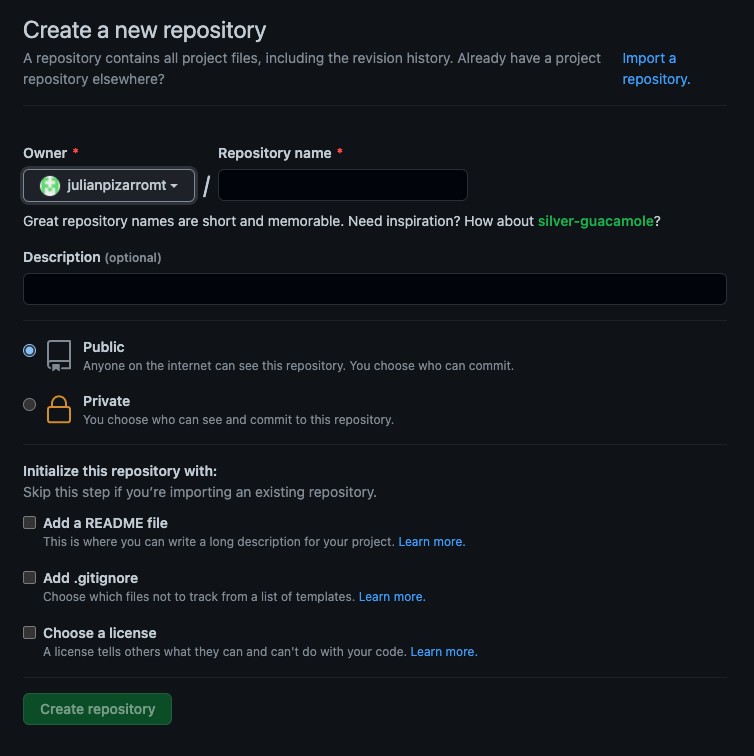 Create a new repository
A repository contains all project files, including the revision history. Already have a project repository elsewhere? Import a repository.
Owner *
Repository name *
julianpizarromt
/
Great repository names are short and memorable. Need inspiration? How about silver-guacamole?
Description (optional)
Public
Anyone on the internet can see this repository. You choose who can commit.
Private
You choose who can see and commit to this repository.
Initialize this repository with:
Skip this step if you’re importing an existing repository.
Add a README file
This is where you can write a long description for your project. Learn more.
Add .gitignore
Choose which files not to track from a list of templates. Learn more.
Choose a license
A license tells others what they can and can't do with your code. Learn more.
Create repository